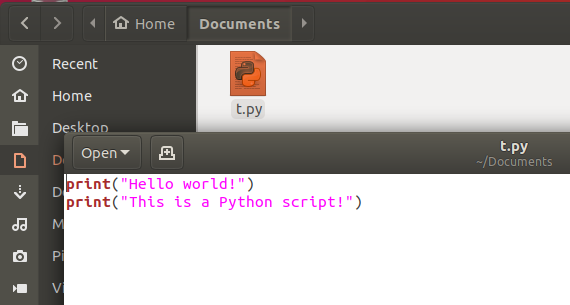 Home Documents
Recent
Home
Desktop
t.py
Open
t.py
~/Documents
print("Hello world!")
print("This is a Python script!")